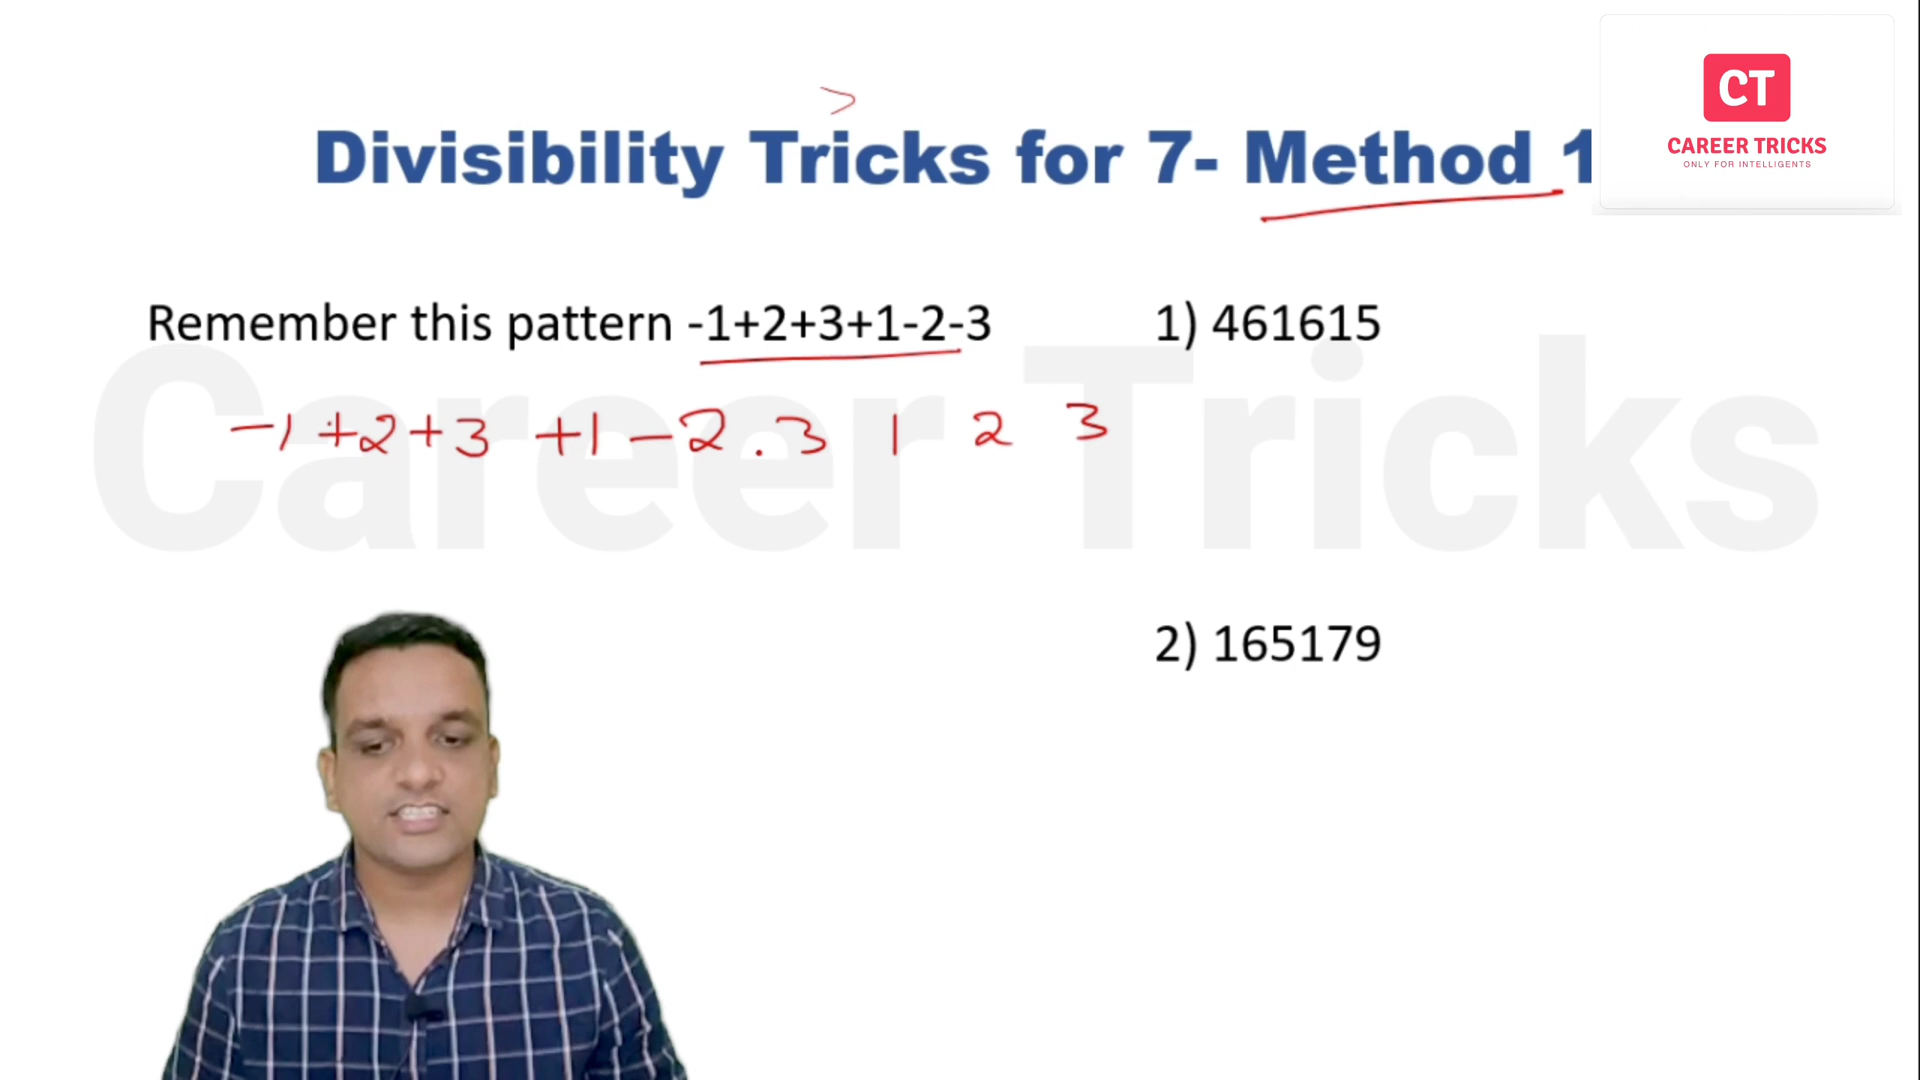 CT
CAREER TRICKS
ONLY FOR INTELLIGENTS
Divisibility Tricks for 7- Method 1
Remember this pattern -1+2+3+1-2-3
1) 461615
-1 +2+3 +1-2.3 1 2 3
Career Tricks
2) 165179